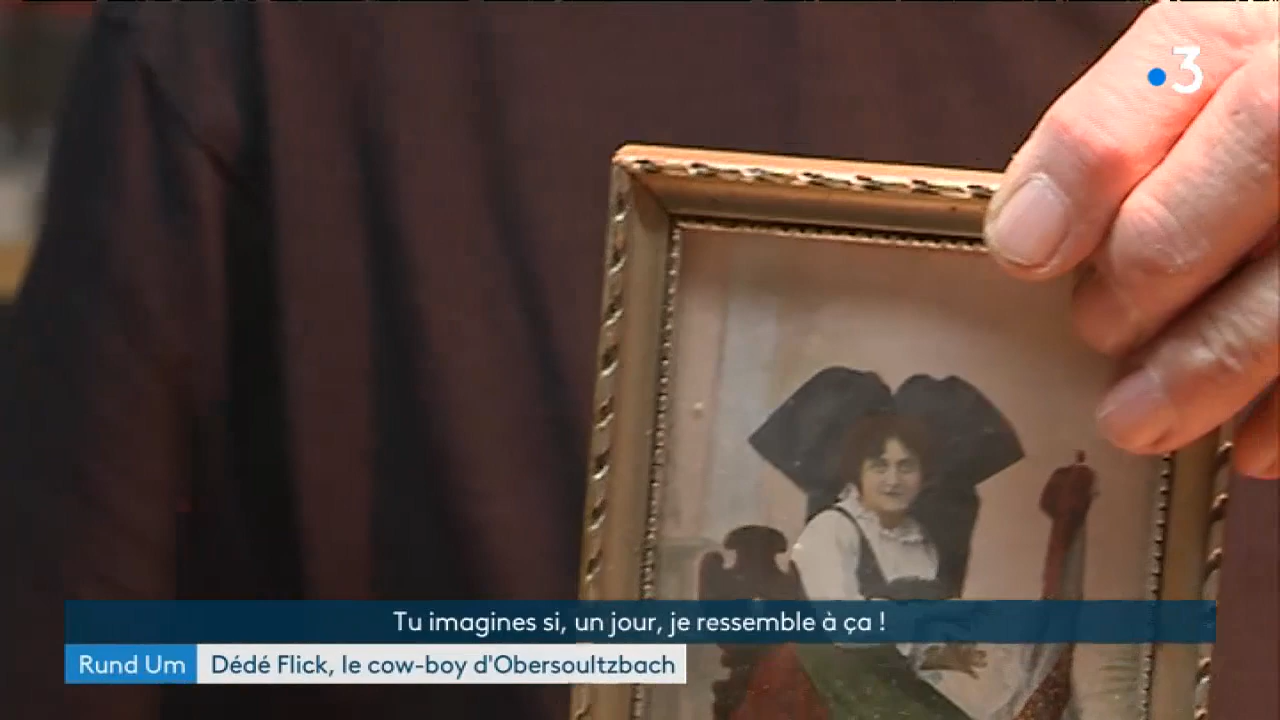 3
Tu imagines si, un jour, je ressemble à ça !
Rund Um
Dédé Flick, le cow-boy d'Obersoultzbach